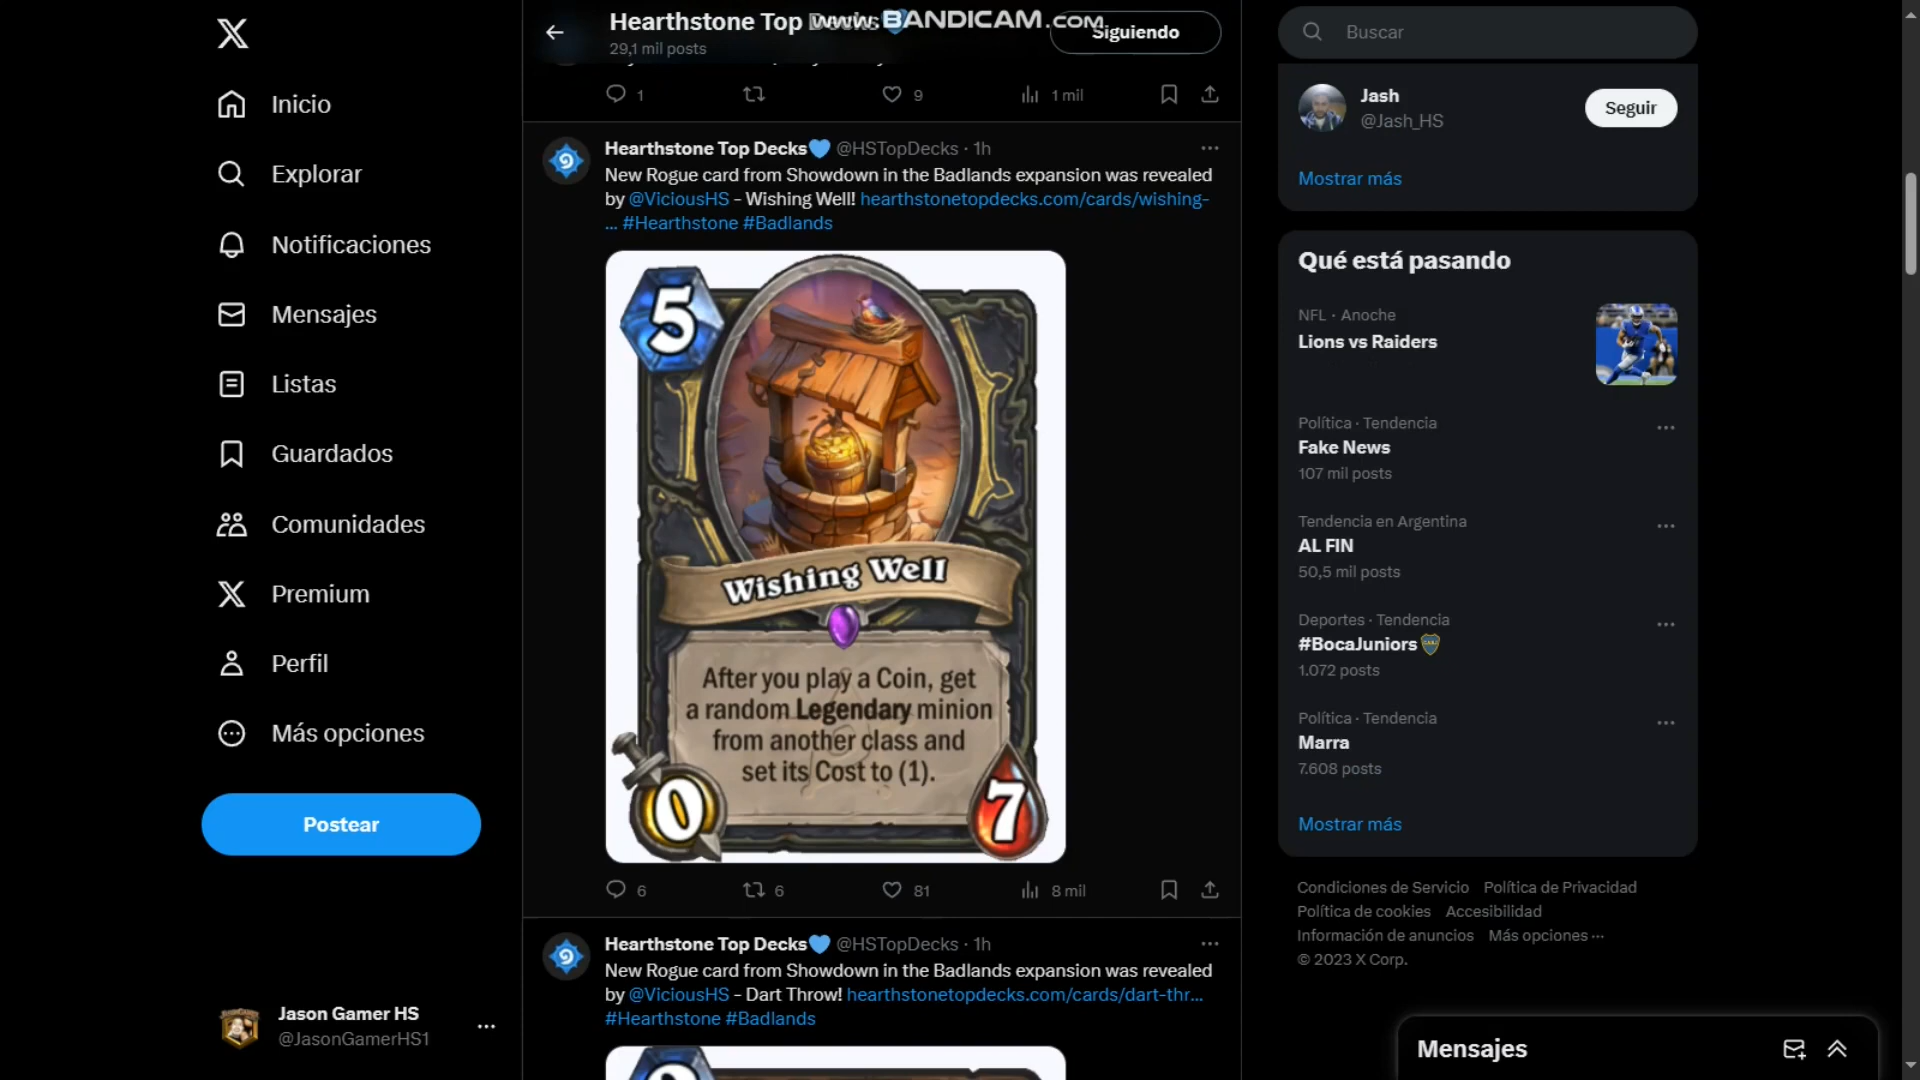 Inicio
Explorar
Notificaciones
Mensajes
Listas
Guardados
Comunidades
Premium
Perfil
Más opciones
Postear
Jason Gamer HS
@JasonGamerHS1
Hearthstone Top Decks
www.BANDICAM.com
29,1 mil posts
Siguiendo
1
9
1 mil
Hearthstone Top Decks @HSTopDecks · 1h
New Rogue card from Showdown in the Badlands expansion was revealed
by @ViciousHS - Wishing Well! hearthstonetopdecks.com/cards/wishing-
... #Hearthstone #Badlands
5
Wishing Well
After you play a Coin, get
a random Legendary minion
from another class and
set its Cost to (1).
0
7
6
6
81
8 mil
Hearthstone Top Decks @HSTopDecks · 1h
New Rogue card from Showdown in the Badlands expansion was revealed
by @ViciousHS - Dart Throw! hearthstonetopdecks.com/cards/dart-thr...
#Hearthstone #Badlands
Buscar
Jash
@Jash_HS
Seguir
Mostrar más
Qué está pasando
NFL · Anoche
Lions vs Raiders
Política · Tendencia
Fake News
107 mil posts
Tendencia en Argentina
AL FIN
50,5 mil posts
Deportes · Tendencia
#BocaJuniors
1.072 posts
Política · Tendencia
Marra
7.608 posts
Mostrar más
Condiciones de Servicio Política de Privacidad
Política de cookies Accesibilidad
Información de anuncios Más opciones ···
© 2023 X Corp.
Mensajes